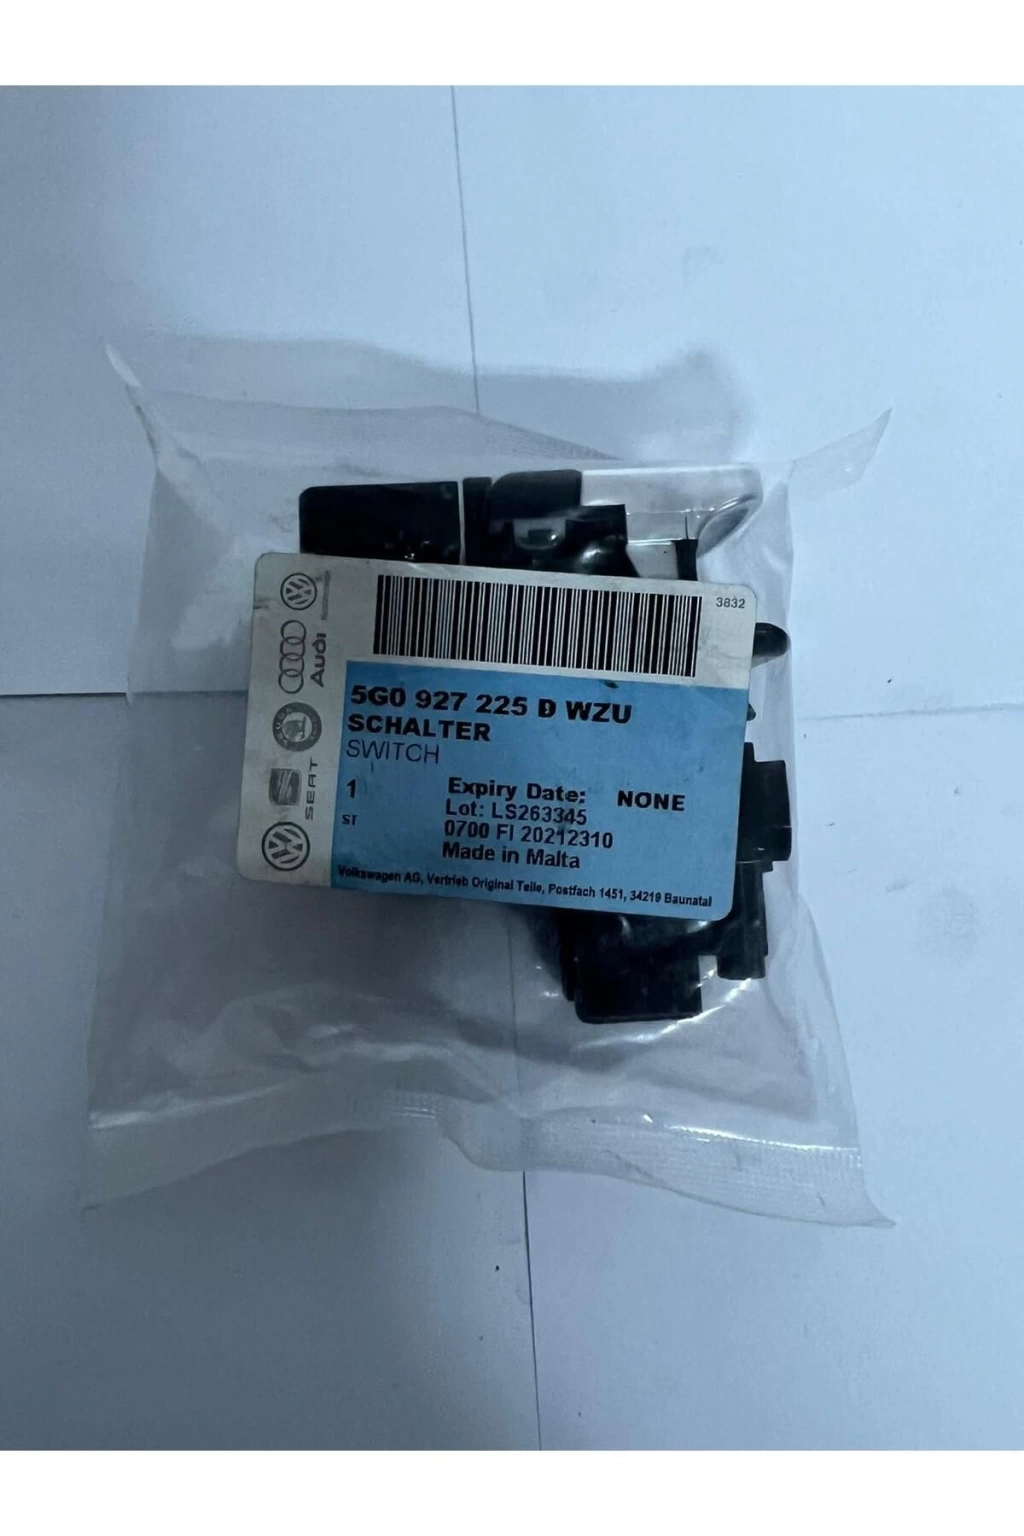 3832
5G0 927 225 D WZU
SCHALTER
SWITCH
1
ST
Expiry Date: NONE
Lot: LS263345
0700 FI 20212310
Made in Malta
Volkswagen AG, Vertrieb Original Teile, Postfach 1451, 34219 Baunatal
Audi
SEAT